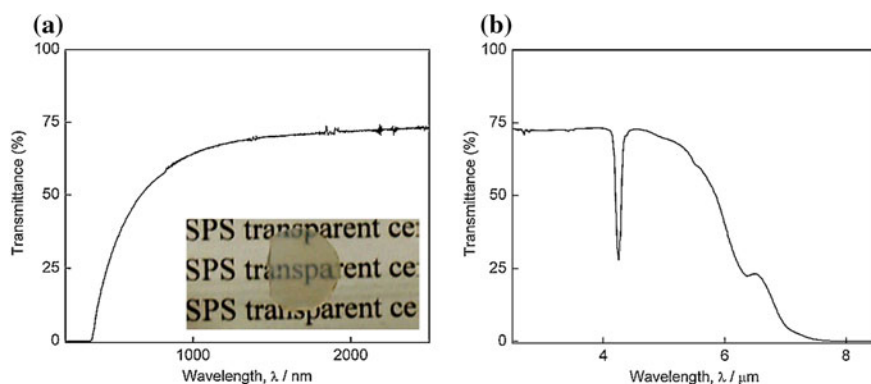 (a)
100
75
50
25
0
Transmittance (%)
1000
2000
Wavelength, λ / nm
SPS transparent ce
SPS transparent ce
SPS transparent ce
(b)
100
75
50
25
0
Transmittance (%)
4
6
8
Wavelength, λ / μm